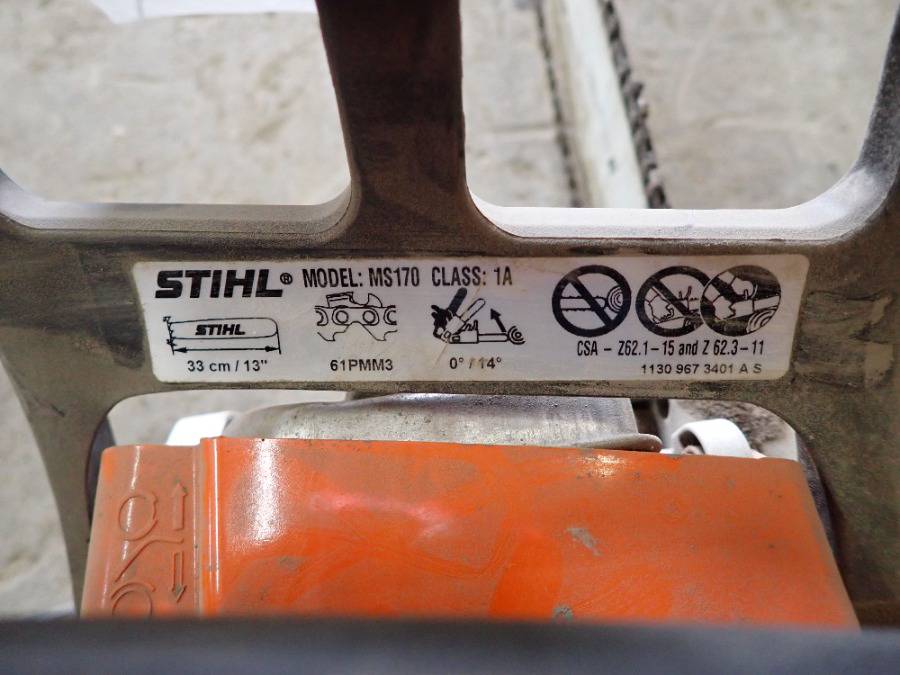 STIHL® MODEL: MS170 CLASS: 1A
STIHL
33 cm / 13"
61PMM3
0° / 14°
CSA - Z62.1-15 and Z 62.3-11
1130 967 3401 A S